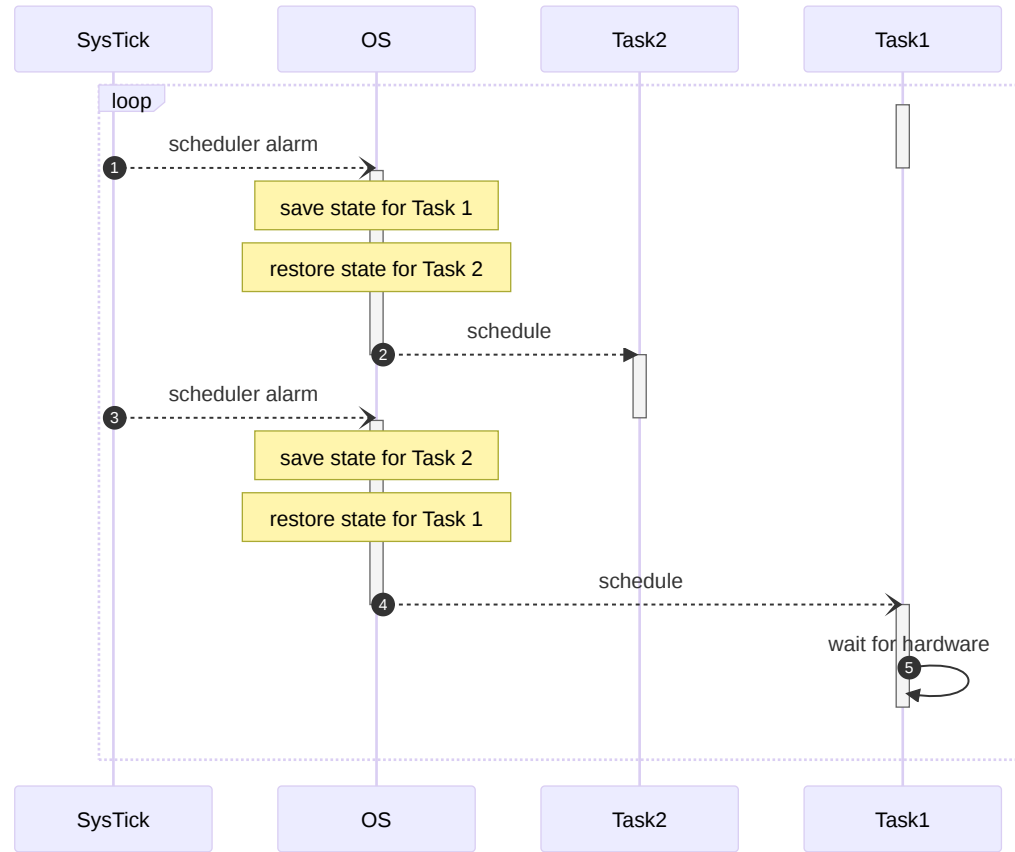 SysTick
OS
Task2
Task1
loop
scheduler alarm
1
save state for Task 1
restore state for Task 2
schedule
2
scheduler alarm
3
save state for Task 2
restore state for Task 1
schedule
4
wait for hardware
5
SysTick
OS
Task2
Task1